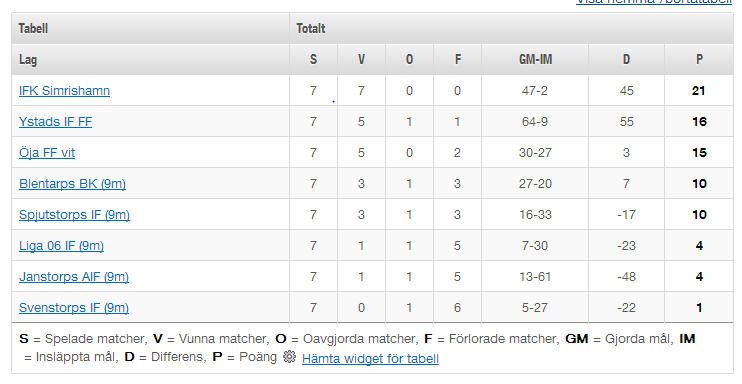 Visa hemma-/bortatabell
Tabell Totalt
Lag S V O F GM-IM D P
IFK Simrishamn 7 7 0 0 47-2 45 21
Ystads IF FF 7 5 1 1 64-9 55 16
Öja FF vit 7 5 0 2 30-27 3 15
Blentarps BK (9m) 7 3 1 3 27-20 7 10
Spjutstorps IF (9m) 7 3 1 3 16-33 -17 10
Liga 06 IF (9m) 7 1 1 5 7-30 -23 4
Janstorps AIF (9m) 7 1 1 5 13-61 -48 4
Svenstorps IF (9m) 7 0 1 6 5-27 -22 1
S = Spelade matcher, V = Vunna matcher, O = Oavgjorda matcher, F = Förlorade matcher, GM = Gjorda mål, IM
= Insläppta mål, D = Differens, P = Poäng Hämta widget för tabell